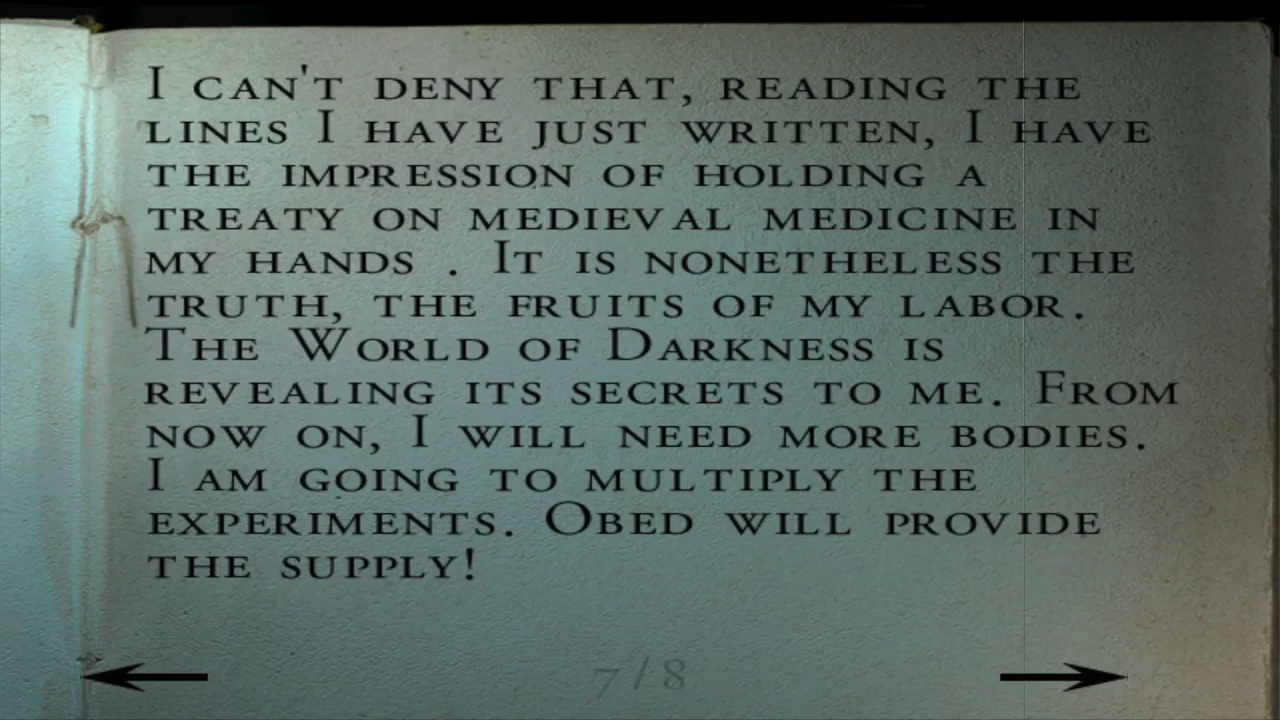 I can't deny that, reading the
lines I have just written, I have
the impression of holding a
treaty on medieval medicine in
my hands . It is nonetheless the
truth, the fruits of my labor.
The World of Darkness is
revealing its secrets to me. From
now on, I will need more bodies.
I am going to multiply the
experiments. Obed will provide
the supply!
7/8